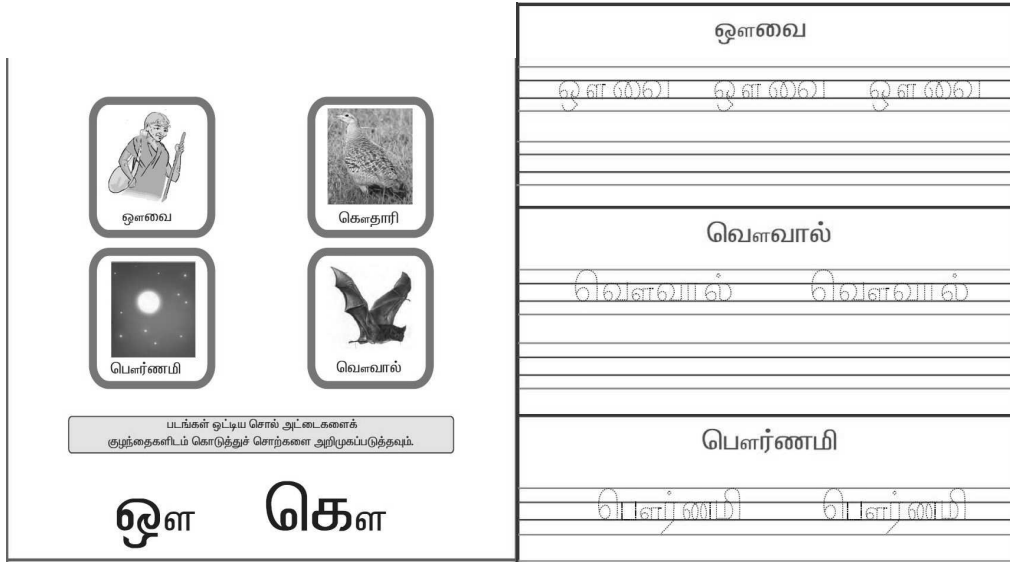 ஔவை
கௌதாரி
பௌர்ணமி
வௌவால்
படங்கள் ஒட்டிய சொல் அட்டைகளைக்
குழந்தைகளிடம் கொடுத்துச் சொற்களை அறிமுகப்படுத்தவும்.
ஔ கௌ
ஔவை
ஔவை ஔவை ஔவை
வௌவால்
வௌவால் வௌவால்
பௌர்ணமி
பௌர்ணமி பௌர்ணமி